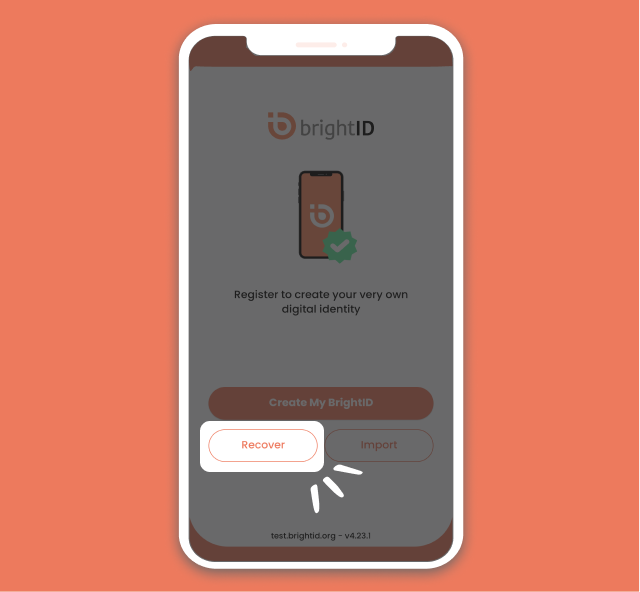 brightID
Register to create your very own
digital identity
Create My BrightID
Recover
Import
test.brightid.org - v4.23.1